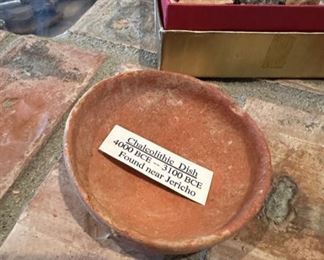 Chalcolithic Dish
4000 BCE -- 3100 BCE
Found near Jericho